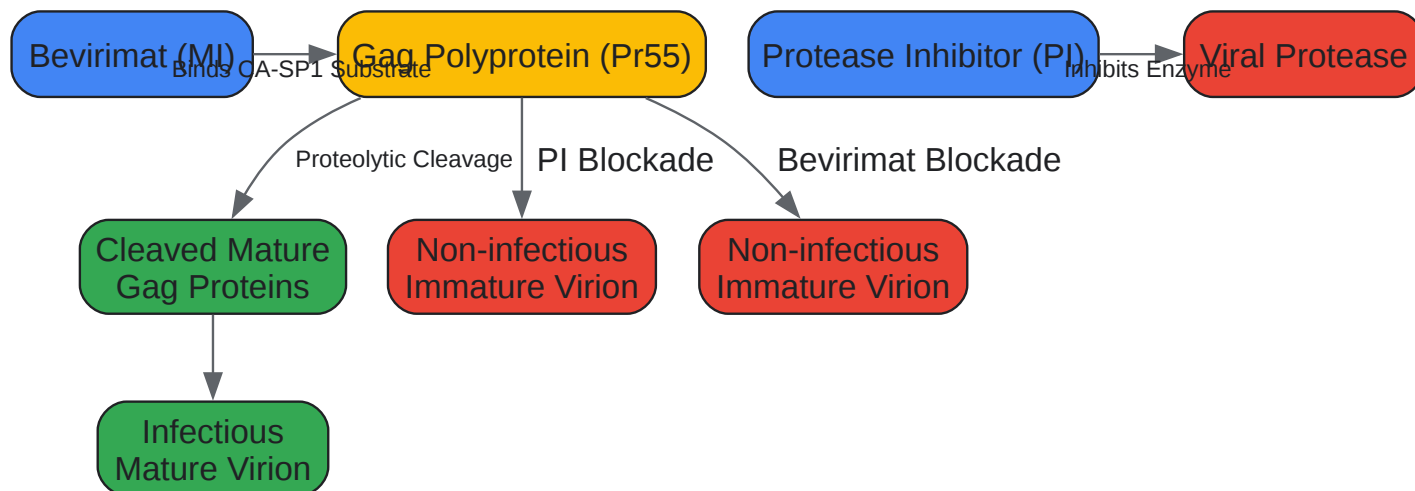 Bevirimat (MI)
Binds CA-SP1 Substrate
Gag Polyprotein (Pr55)
Protease Inhibitor (PI)
Inhibits Enzyme
Viral Protease
Proteolytic Cleavage
PI Blockade
Bevirimat Blockade
Cleaved Mature
Gag Proteins
Non-infectious
Immature Virion
Non-infectious
Immature Virion
Infectious
Mature Virion